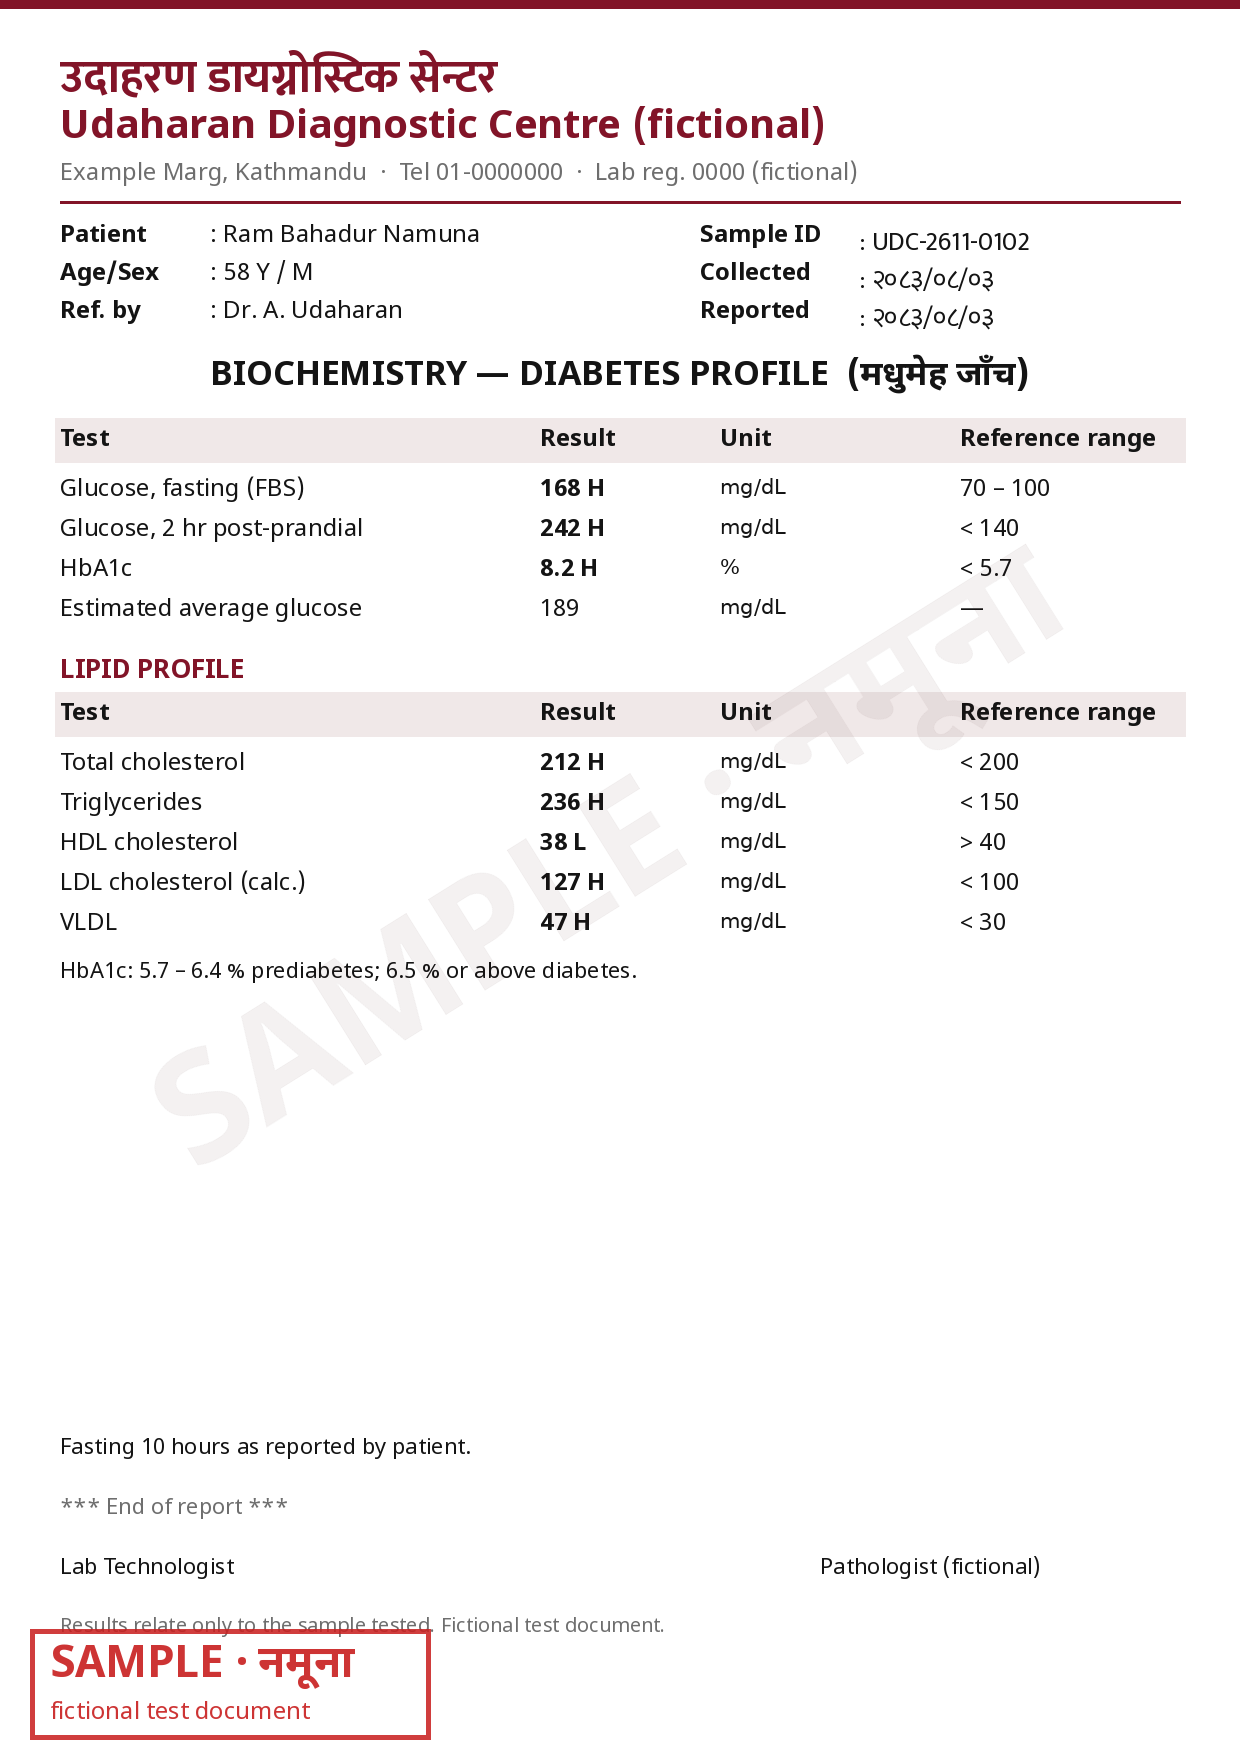 उदाहरण डायग्नोस्टिक सेन्टर
Udaharan Diagnostic Centre (fictional)
Example Marg, Kathmandu · Tel 01-0000000 · Lab reg. 0000 (fictional)
Patient : Ram Bahadur Namuna Sample ID : UDC-2611-0102
Age/Sex : 58 Y / M Collected : २०८३/०८/०३
Ref. by : Dr. A. Udaharan Reported : २०८३/०८/०३
BIOCHEMISTRY — DIABETES PROFILE (मधुमेह जाँच)
Test Result Unit Reference range
Glucose, fasting (FBS) 168 H mg/dL 70 – 100
Glucose, 2 hr post-prandial 242 H mg/dL < 140
HbA1c 8.2 H % < 5.7
Estimated average glucose 189 mg/dL —
LIPID PROFILE
Test Result Unit Reference range
Total cholesterol 212 H mg/dL < 200
Triglycerides 236 H mg/dL < 150
HDL cholesterol 38 L mg/dL > 40
LDL cholesterol (calc.) 127 H mg/dL < 100
VLDL 47 H mg/dL < 30
HbA1c: 5.7 – 6.4 % prediabetes; 6.5 % or above diabetes.
SAMPLE · नमूना
Fasting 10 hours as reported by patient.
*** End of report ***
Lab Technologist Pathologist (fictional)
Results relate only to the sample tested. Fictional test document.
SAMPLE · नमूना
fictional test document